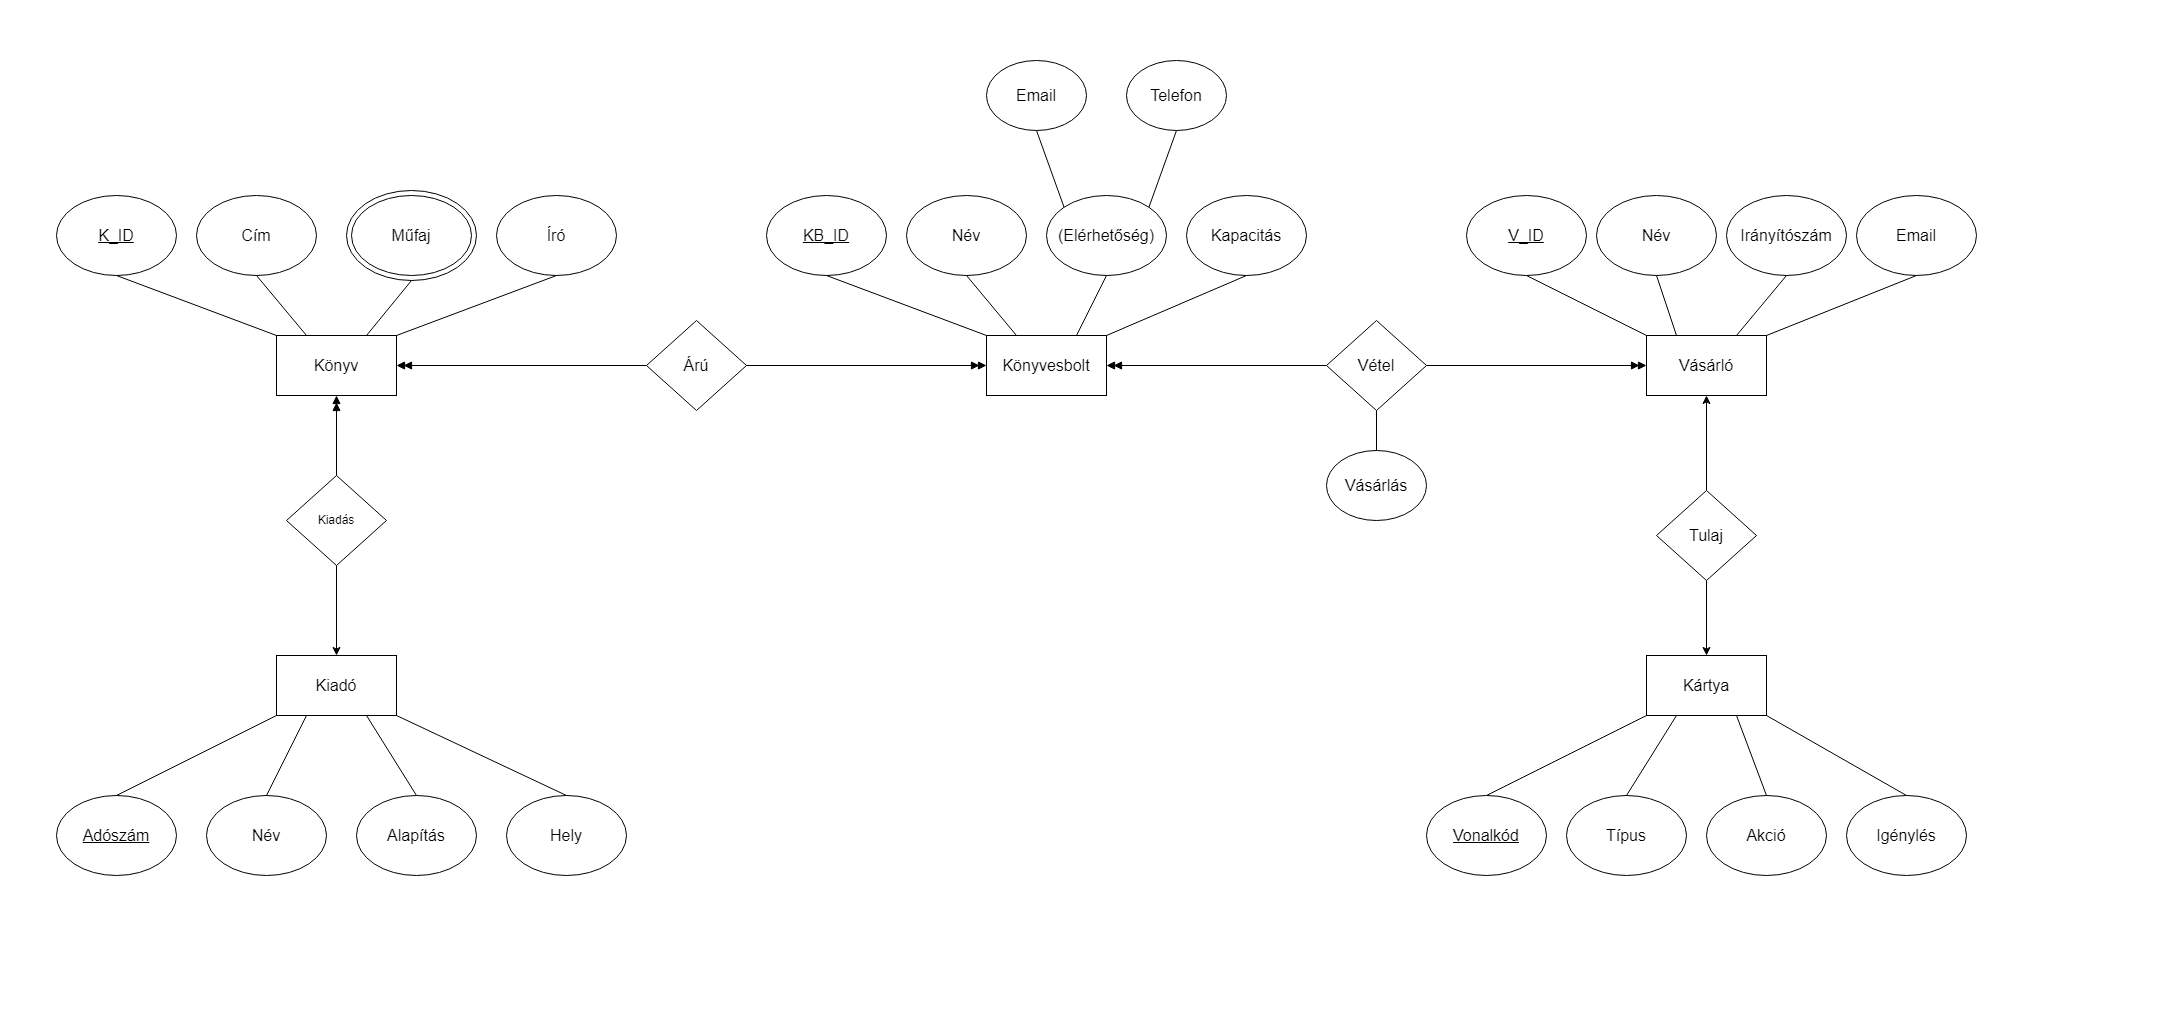 Email
Telefon
K_ID
Cím
Műfaj
Író
KB_ID
Név
(Elérhetőség)
Kapacitás
V_ID
Név
Irányítószám
Email
Könyv
Árú
Könyvesbolt
Vétel
Vásárló
Vásárlás
Kiadás
Tulaj
Kiadó
Kártya
Adószám
Név
Alapítás
Hely
Vonalkód
Típus
Akció
Igénylés